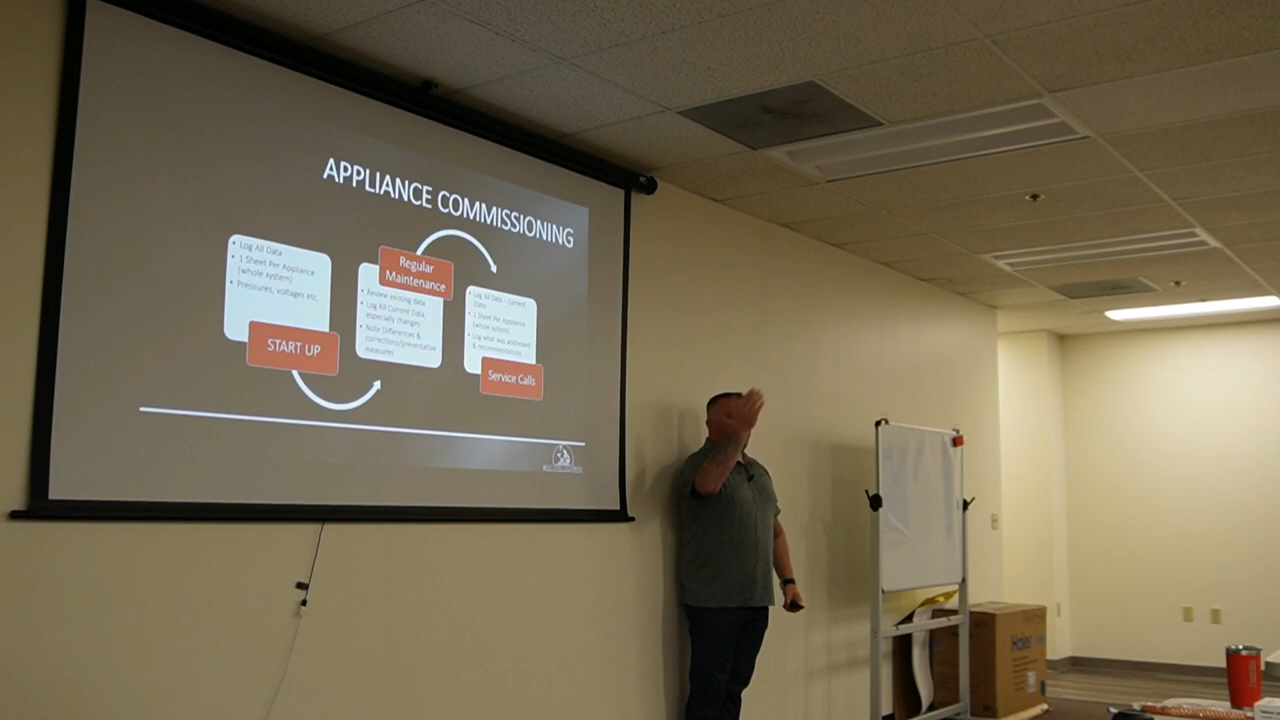 APPLIANCE COMMISSIONING
• Log All Data
• 1 Sheet Per Appliance
(whole system)
• Pressures, voltages etc.
START UP
Regular
Maintenance
• Review existing data
• Log All Current Data,
especially changes
• Note Differences &
corrections/preventative
measures
• Log All Data – Current
State
• 1 Sheet Per Appliance
(whole system)
• Log what was addressed
& recommendations
Service Calls
Haier